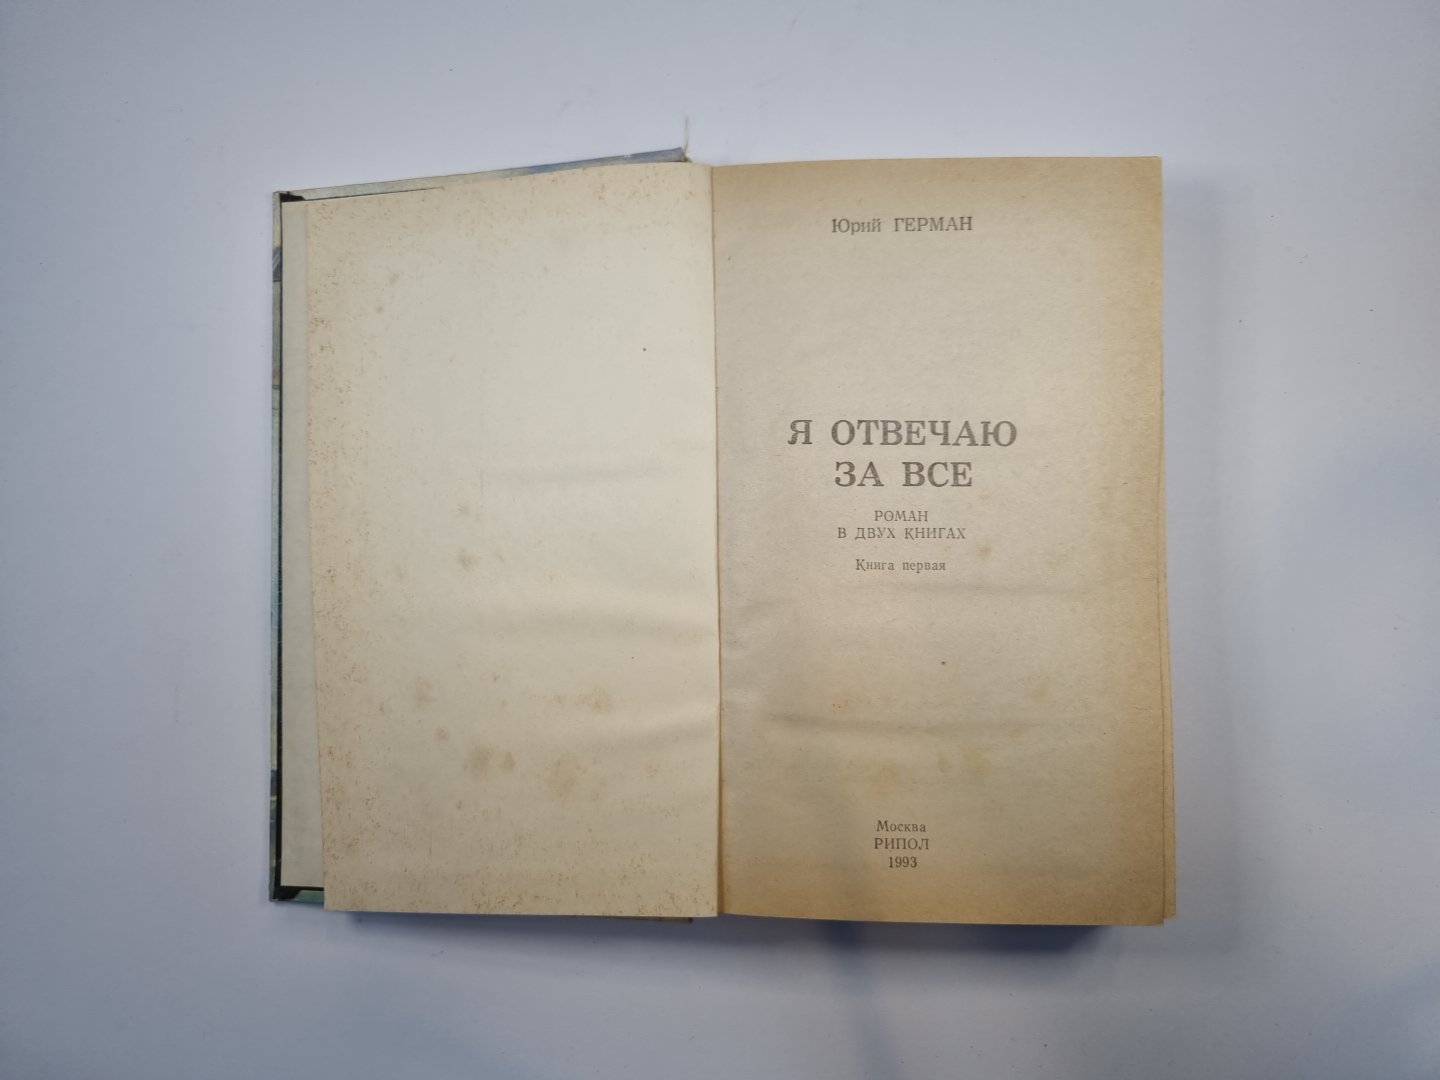 Юрий ГЕРМАН
Я ОТВЕЧАЮ
ЗА ВСЕ
РОМАН
В ДВУХ КНИГАХ
Книга первая
Москва
РИПОЛ
1993